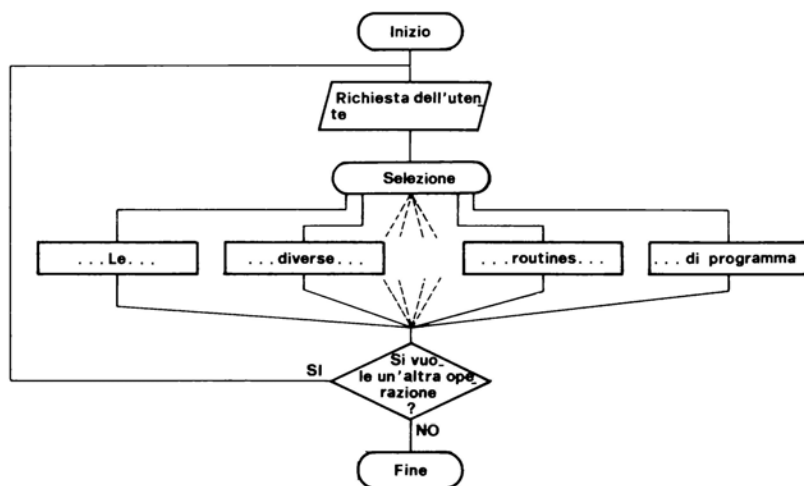 Inizio
Richiesta dell'uten_
te
Selezione
...Le...
...diverse...
...routines...
...di programma
Si vuo_
le un'altra ope_
razione
?
SI
NO
Fine